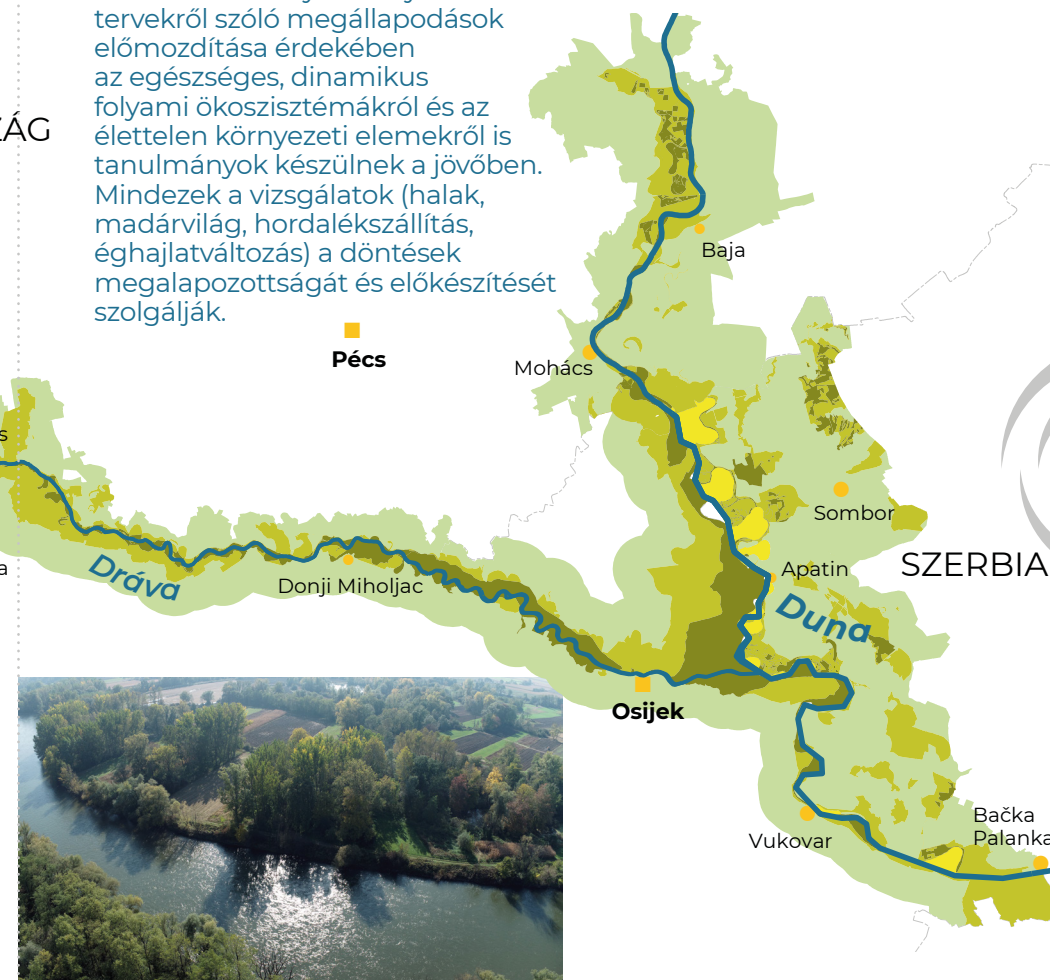 tervekről szóló megállapodások
előmozdítása érdekében
az egészséges, dinamikus
folyami ökoszisztémákról és az
élettelen környezeti elemekről is
tanulmányok készülnek a jövőben.
Mindezek a vizsgálatok (halak,
madárvilág, hordalékszállítás,
éghajlatváltozás) a döntések
megalapozottságát és előkészítését
szolgálják.
ZÁG
Baja
Pécs
Mohács
s
Sombor
SZERBIA
a
Apatin
Dráva
Donji Miholjac
Duna
Osijek
Vukovar
Bačka
Palanka